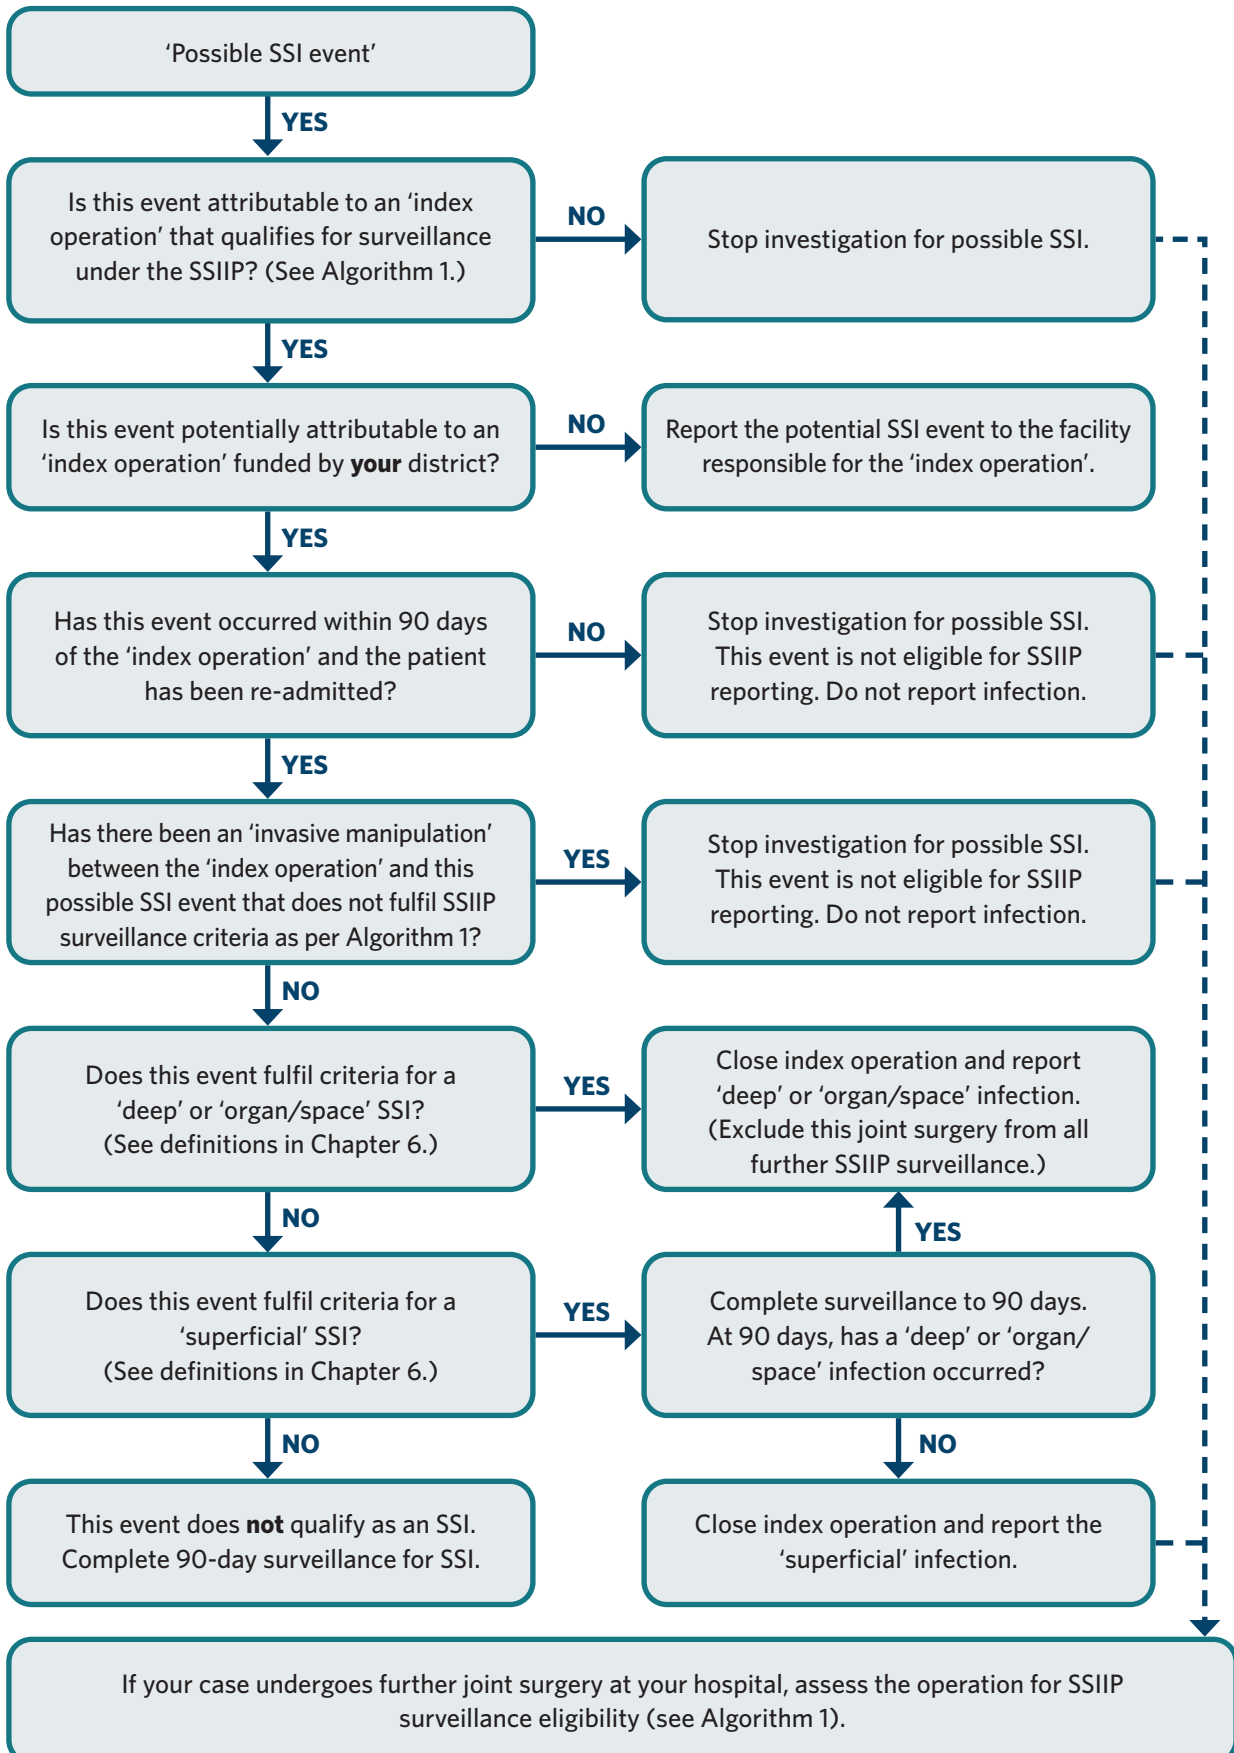 ‘Possible SSI event’
YES
Is this event attributable to an ‘index
operation’ that qualifies for surveillance
under the SSIIP? (See Algorithm 1.)
NO
Stop investigation for possible SSI.
YES
Is this event potentially attributable to an
‘index operation’ funded by your district?
NO
Report the potential SSI event to the facility
responsible for the ‘index operation’.
YES
Has this event occurred within 90 days
of the ‘index operation’ and the patient
has been re-admitted?
NO
Stop investigation for possible SSI.
This event is not eligible for SSIIP
reporting. Do not report infection.
YES
Has there been an ‘invasive manipulation’
between the ‘index operation’ and this
possible SSI event that does not fulfil SSIIP
surveillance criteria as per Algorithm 1?
YES
Stop investigation for possible SSI.
This event is not eligible for SSIIP
reporting. Do not report infection.
NO
Does this event fulfil criteria for a
‘deep’ or ‘organ/space’ SSI?
(See definitions in Chapter 6.)
YES
Close index operation and report
‘deep’ or ‘organ/space’ infection.
(Exclude this joint surgery from all
further SSIIP surveillance.)
NO
YES
Does this event fulfil criteria for a
‘superficial’ SSI?
(See definitions in Chapter 6.)
YES
Complete surveillance to 90 days.
At 90 days, has a ‘deep’ or ‘organ/
space’ infection occurred?
NO
NO
This event does not qualify as an SSI.
Complete 90-day surveillance for SSI.
Close index operation and report the
‘superficial’ infection.
If your case undergoes further joint surgery at your hospital, assess the operation for SSIIP
surveillance eligibility (see Algorithm 1).